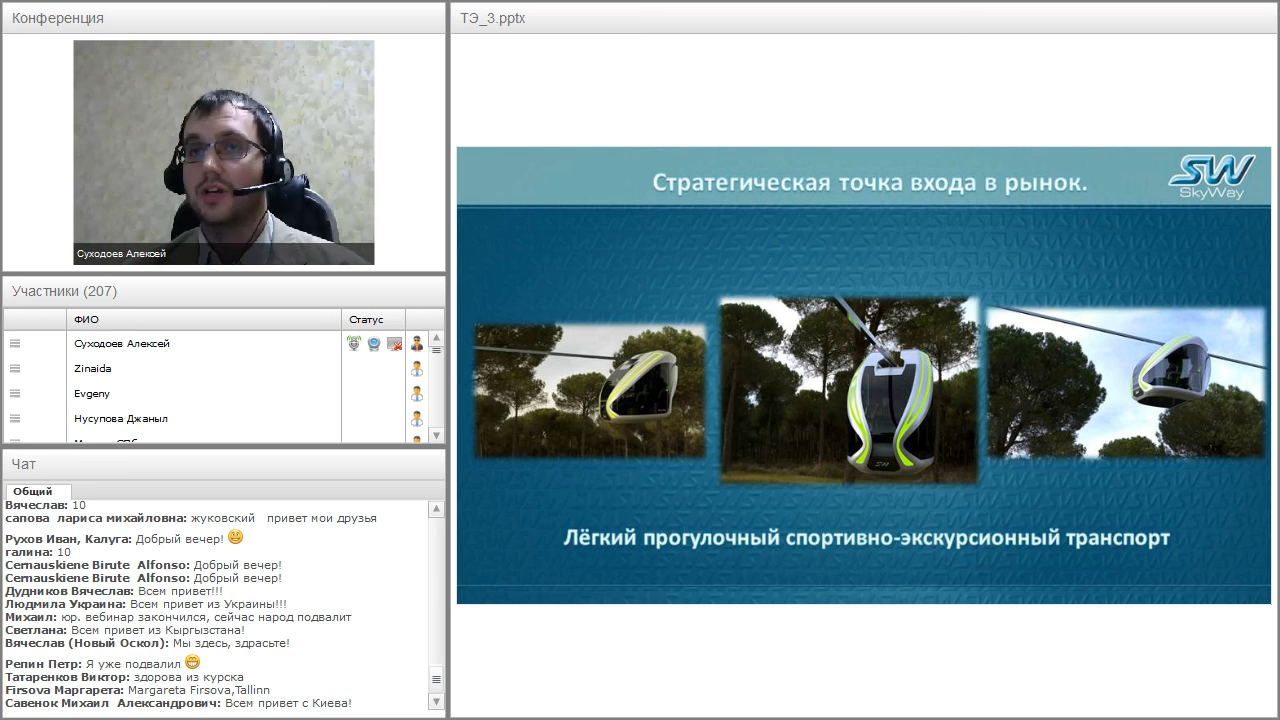 Конференция
Суходоев Алексей
Участники (207)
ФИО
Статус
Суходоев Алексей
Zinaida
Evgeny
Нусупова Джаныл
Чат
Общий
Вячеслав: 10
сапова лариса михайловна: жуковский привет мои друзья
Рухов Иван, Калуга: Добрый вечер!
галина: 10
Cernauskiene Birute Alfonso: Добрый вечер!
Cernauskiene Birute Alfonso: Добрый вечер!
Дудников Вячеслав: Всем привет!!!
Людмила Украина: Всем привет из Украины!!!
Михаил: юр. вебинар закончился, сейчас народ подвалит
Светлана: Всем привет из Кыргызстана!
Вячеслав (Новый Оскол): Мы здесь, здрасьте!
Репин Петр: Я уже подвалил
Татаренков Виктор: здорова из курска
Firsova Маргарета: Margareta Firsova,Tallinn
Савенок Михаил Александрович: Всем привет с Киева!
ТЭ_3.pptx
Стратегическая точка входа в рынок.
SW
SkyWay
SW
Лёгкий прогулочный спортивно-экскурсионный транспорт